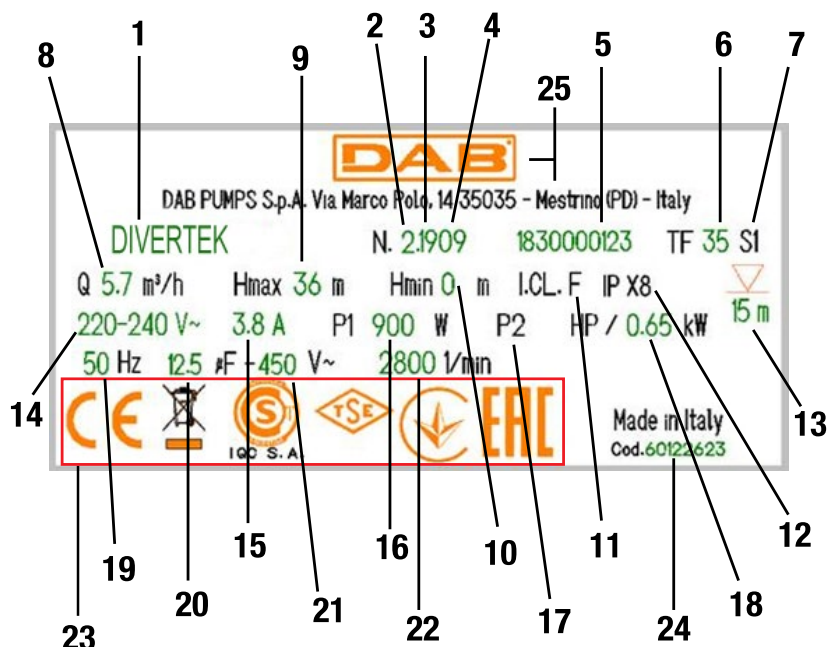 1 2 3 4 5 6 7
8 9 25
DAB
DAB PUMPS S.p.A. Via Marco Polo, 14 35035 - Mestrino (PD) - Italy
DIVERTEK N. 2.1909 1830000123 TF 35 S1
Q 5.7 m³/h Hmax 36 m Hmin 0 m I.CL. F IP X8
220-240 V~ 3.8 A P1 900 W P2 HP / 0.65 kW 15 m
50 Hz 12.5 µF - 450 V~ 2800 1/min
CE S TSE EAC
IQC S.A.
Made in Italy
Cod.60122623
14 13
19 20 15 21 16 22 10 17 11 18 12
23 24